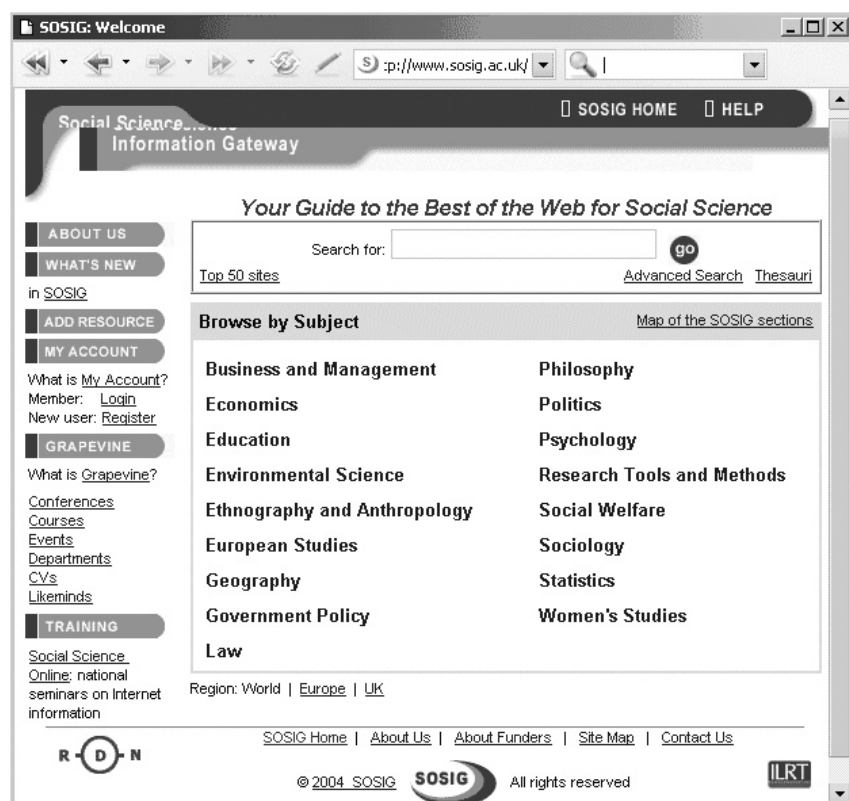 SOSIG: Welcome
S :p://www.sosig.ac.uk/
SOSIG HOME HELP
Social Science
Information Gateway
Your Guide to the Best of the Web for Social Science
ABOUT US
WHAT'S NEW
in SOSIG
ADD RESOURCE
MY ACCOUNT
What is My Account?
Member: Login
New user: Register
GRAPEVINE
What is Grapevine?
Conferences
Courses
Events
Departments
CVs
Likeminds
TRAINING
Social Science
Online: national
seminars on Internet
information
Search for: go
Top 50 sites Advanced Search Thesauri
Browse by Subject Map of the SOSIG sections
Business and Management
Economics
Education
Environmental Science
Ethnography and Anthropology
European Studies
Geography
Government Policy
Law
Philosophy
Politics
Psychology
Research Tools and Methods
Social Welfare
Sociology
Statistics
Women's Studies
Region: World | Europe | UK
SOSIG Home | About Us | About Funders | Site Map | Contact Us
R D N
© 2004 SOSIG SOSIG All rights reserved
ILRT